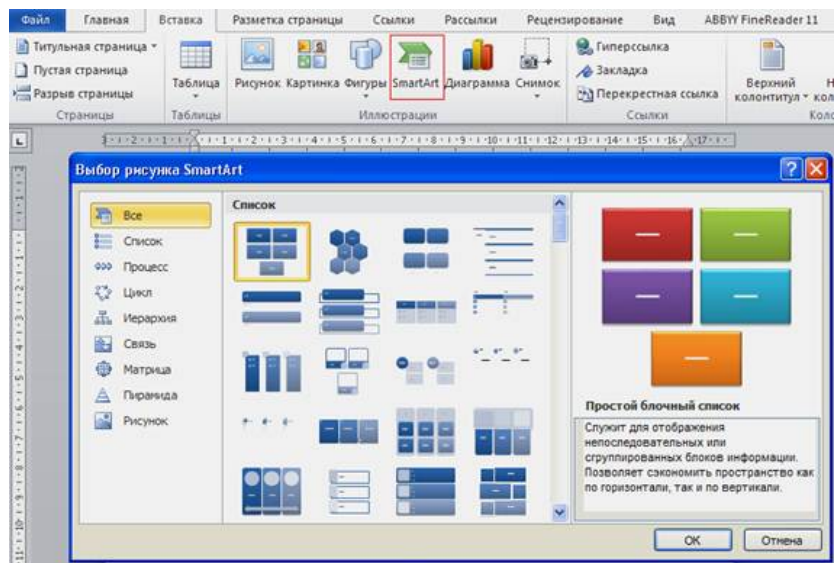 Файл Главная Вставка Разметка страницы Ссылки Рассылки Рецензирование Вид ABBYY FineReader 11
Титульная страница
Пустая страница
Разрыв страницы
Страницы
Таблица
Таблицы
Рисунок Картинка Фигуры SmartArt Диаграмма Снимок
Иллюстрации
Гиперссылка
Закладка
Перекрестная ссылка
Ссылки
Верхний
колонтитул
Выбор рисунка SmartArt
Все
Список
Процесс
Цикл
Иерархия
Связь
Матрица
Пирамида
Рисунок
Список
Простой блочный список
Служит для отображения
непоследовательных или
сгруппированных блоков информации.
Позволяет сэкономить пространство как
по горизонтали, так и по вертикали.
ОК Отмена